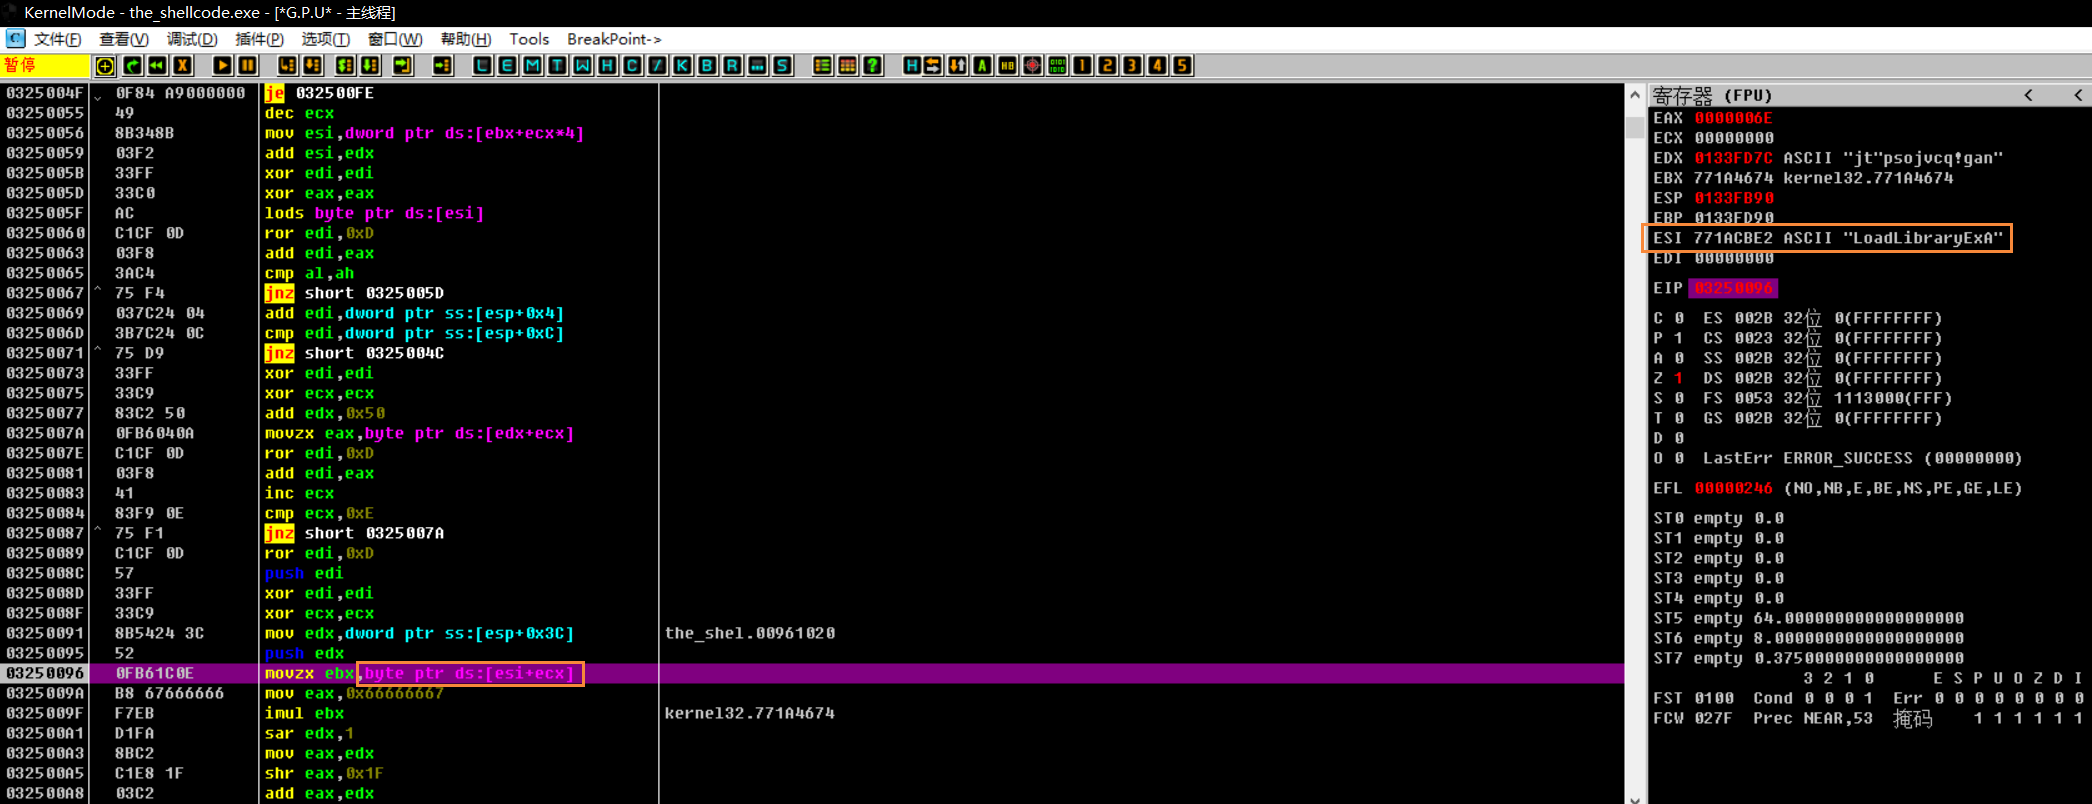 KernelMode - the_shellcode.exe - [*G.P.U* - 主线程]
文件(F) 查看(V) 调试(D) 插件(P) 选项(T) 窗口(W) 帮助(H) Tools BreakPoint->
暂停 L E M T W H C / K B R ... S ? H A HB 1 2 3 4 5
0325004F 0F84 A9000000 je 032500FE
03250055 49 dec ecx
03250056 8B348B mov esi,dword ptr ds:[ebx+ecx*4]
03250059 03F2 add esi,edx
0325005B 33FF xor edi,edi
0325005D 33C0 xor eax,eax
0325005F AC lods byte ptr ds:[esi]
03250060 C1CF 0D ror edi,0xD
03250063 03F8 add edi,eax
03250065 3AC4 cmp al,ah
03250067 ^ 75 F4 jnz short 0325005D
03250069 037C24 04 add edi,dword ptr ss:[esp+0x4]
0325006D 3B7C24 0C cmp edi,dword ptr ss:[esp+0xC]
03250071 ^ 75 D9 jnz short 0325004C
03250073 33FF xor edi,edi
03250075 33C9 xor ecx,ecx
03250077 83C2 50 add edx,0x50
0325007A 0FB6040A movzx eax,byte ptr ds:[edx+ecx]
0325007E C1CF 0D ror edi,0xD
03250081 03F8 add edi,eax
03250083 41 inc ecx
03250084 83F9 0E cmp ecx,0xE
03250087 ^ 75 F1 jnz short 0325007A
03250089 C1CF 0D ror edi,0xD
0325008C 57 push edi
0325008D 33FF xor edi,edi
0325008F 33C9 xor ecx,ecx
03250091 8B5424 3C mov edx,dword ptr ss:[esp+0x3C] the_shel.00961020
03250095 52 push edx
03250096 0FB61C0E movzx ebx,byte ptr ds:[esi+ecx]
0325009A B8 67666666 mov eax,0x66666667
0325009F F7EB imul ebx kernel32.771A4674
032500A1 D1FA sar edx,1
032500A3 8BC2 mov eax,edx
032500A5 C1E8 1F shr eax,0x1F
032500A8 03C2 add eax,edx
寄存器 (FPU) < <
EAX 0000006E
ECX 00000000
EDX 0133FD7C ASCII "jt"psojvcq!gan"
EBX 771A4674 kernel32.771A4674
ESP 0133FB90
EBP 0133FD90
ESI 771ACBE2 ASCII "LoadLibraryExA"
EDI 00000000
EIP 03250096
C 0 ES 002B 32位 0(FFFFFFFF)
P 1 CS 0023 32位 0(FFFFFFFF)
A 0 SS 002B 32位 0(FFFFFFFF)
Z 1 DS 002B 32位 0(FFFFFFFF)
S 0 FS 0053 32位 1113000(FFF)
T 0 GS 002B 32位 0(FFFFFFFF)
D 0
O 0 LastErr ERROR_SUCCESS (00000000)
EFL 00000246 (NO,NB,E,BE,NS,PE,GE,LE)
ST0 empty 0.0
ST1 empty 0.0
ST2 empty 0.0
ST3 empty 0.0
ST4 empty 0.0
ST5 empty 64.000000000000000000
ST6 empty 8.0000000000000000000
ST7 empty 0.3750000000000000000
3 2 1 0 E S P U O Z D I
FST 0100 Cond 0 0 0 1 Err 0 0 0 0 0 0 0 0
FCW 027F Prec NEAR,53 掩码 1 1 1 1 1 1